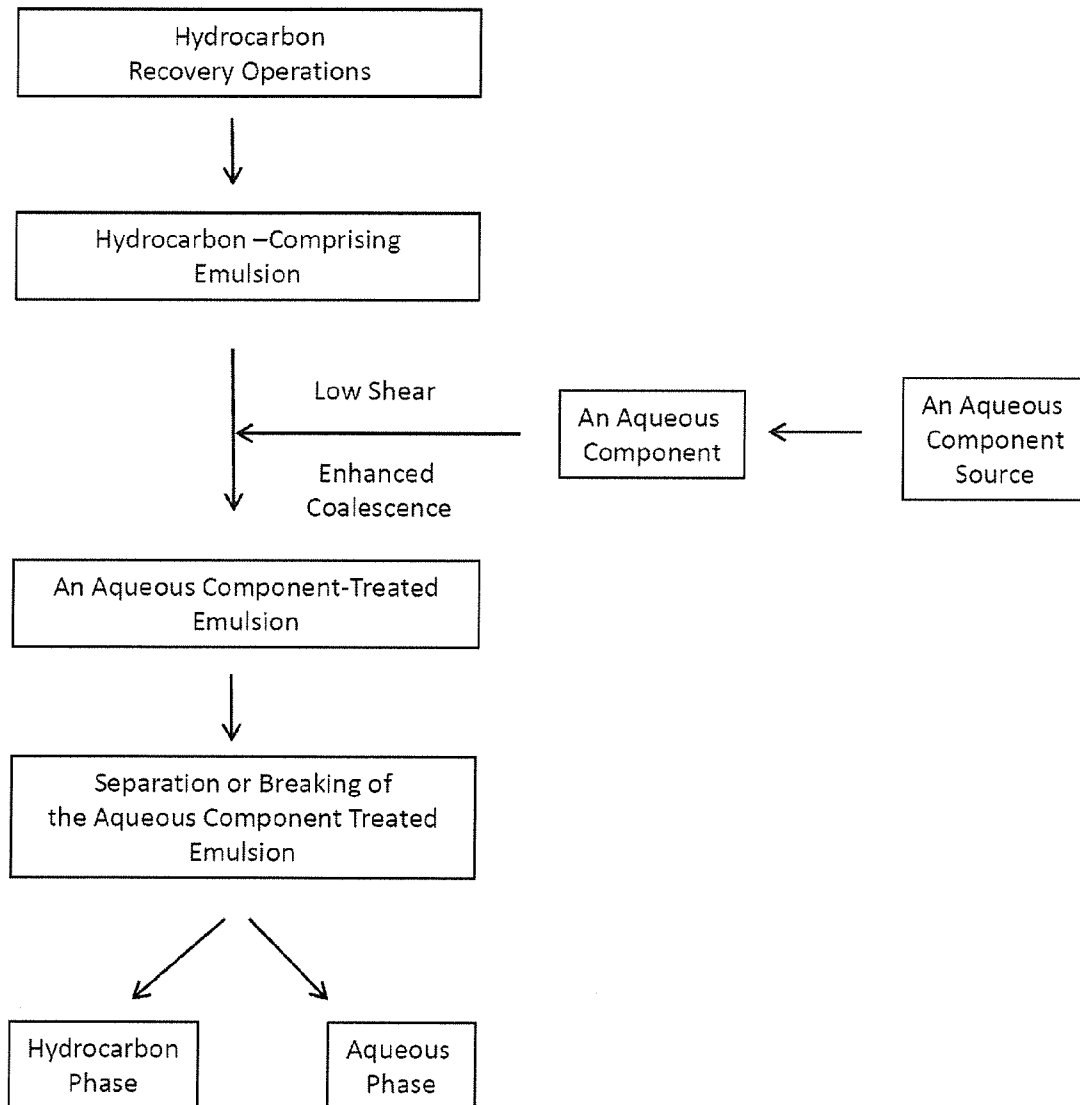 Hydrocarbon
Recovery Operations
Hydrocarbon –Comprising
Emulsion
Low Shear
Enhanced
Coalescence
An Aqueous
Component
An Aqueous
Component
Source
An Aqueous Component-Treated
Emulsion
Separation or Breaking of
the Aqueous Component Treated
Emulsion
Hydrocarbon
Phase
Aqueous
Phase